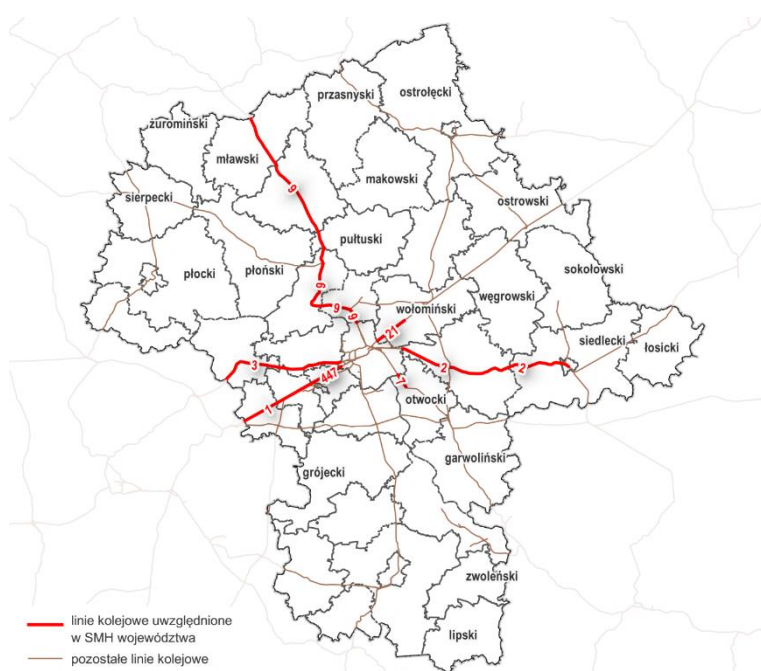 przasnyski
ostrołęcki
żuromiński
mławski
makowski
sierpecki
9
ostrowski
pułtuski
płocki
płoński
sokołowski
9
węgrowski
wołomiński
9
9
21
siedlecki
łosicki
3
2
2
447
7
otwocki
1
garwoliński
grójecki
zwoleński
lipski
linie kolejowe uwzględnione
w SMH województwa
pozostałe linie kolejowe